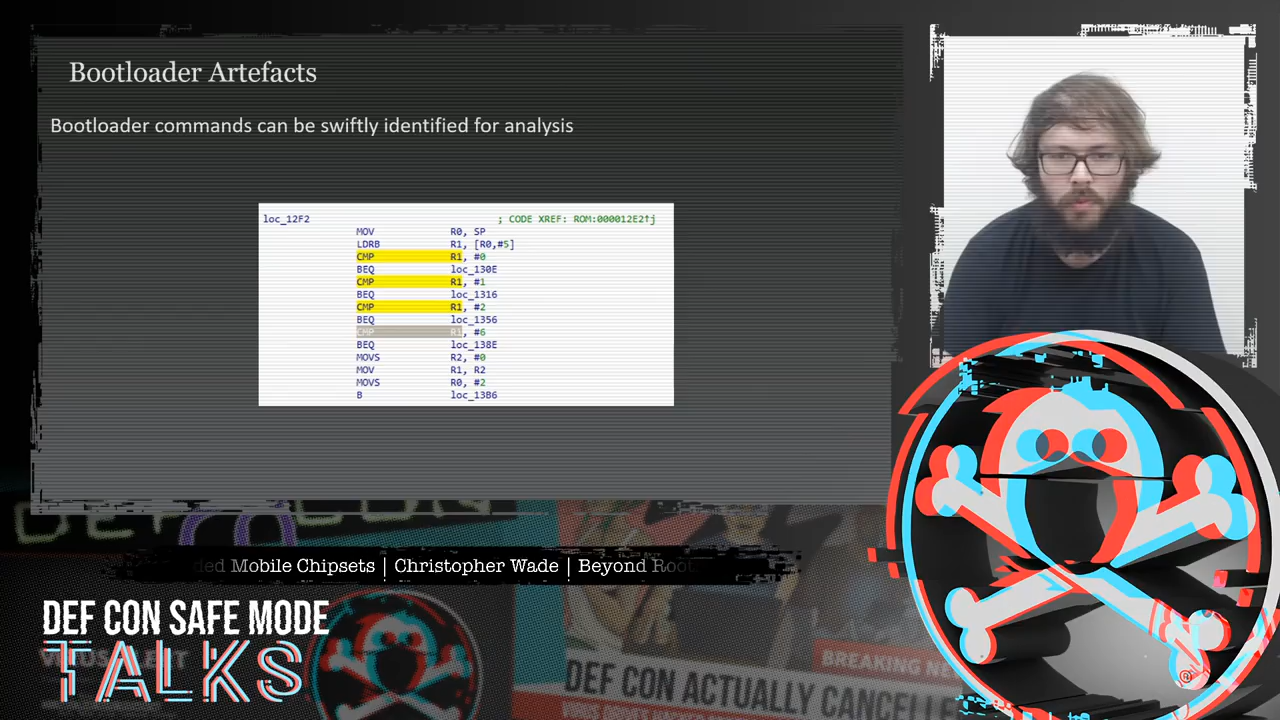 Bootloader Artefacts
Bootloader commands can be swiftly identified for analysis
loc_12F2 ; CODE XREF: ROM:000012E2↑j
MOV R0, SP
LDRB R1, [R0,#5]
CMP R1, #0
BEQ loc_130E
CMP R1, #1
BEQ loc_1316
CMP R1, #2
BEQ loc_1356
CMP R1, #6
BEQ loc_138E
MOVS R2, #0
MOV R1, R2
MOVS R0, #2
B loc_13B6
ded Mobile Chipsets | Christopher Wade | Beyond Root
DEF CON SAFE MODE
TALKS
DEF CON
BREAKING NE
DEF CON ACTUALLY CANCELLE
®